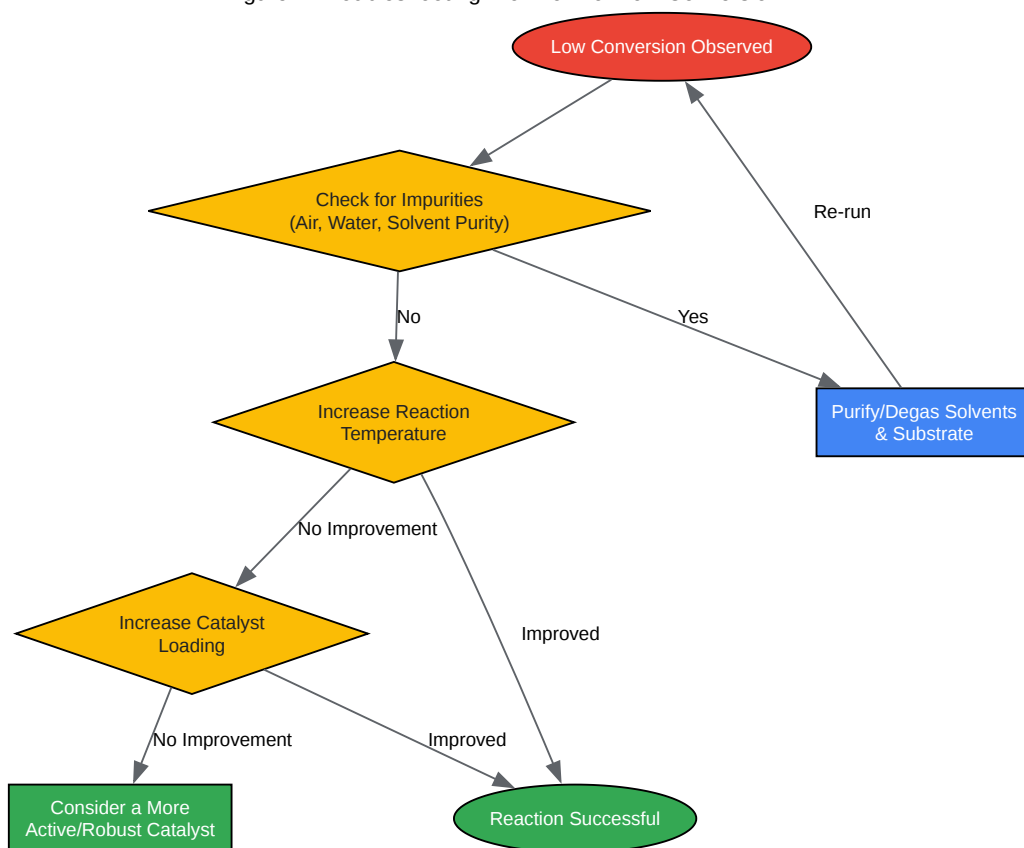 Low Conversion Observed
Check for Impurities
(Air, Water, Solvent Purity)
Re-run
No
Yes
Increase Reaction
Temperature
Purify/Degas Solvents
& Substrate
No Improvement
Increase Catalyst
Loading
Improved
No Improvement
Improved
Consider a More
Active/Robust Catalyst
Reaction Successful